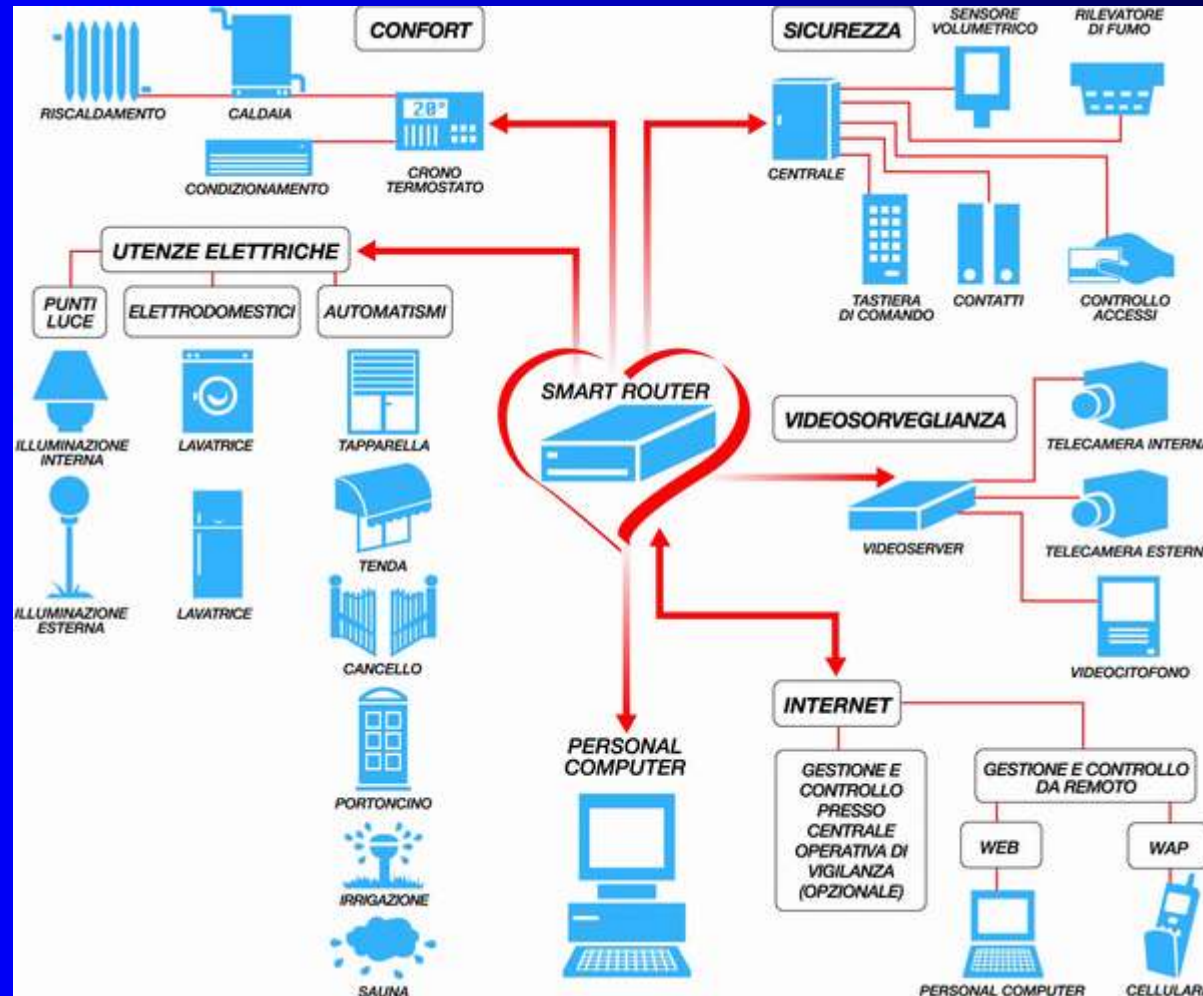 CONFORT
RISCALDAMENTO
CALDAIA
20°
CONDIZIONAMENTO
CRONO
TERMOSTATO
SICUREZZA
SENSORE
VOLUMETRICO
RILEVATORE
DI FUMO
CENTRALE
TASTIERA
DI COMANDO
CONTATTI
CONTROLLO
ACCESSI
UTENZE ELETTRICHE
PUNTI
LUCE
ELETTRODOMESTICI
AUTOMATISMI
ILLUMINAZIONE
INTERNA
LAVATRICE
TAPPARELLA
ILLUMINAZIONE
ESTERNA
LAVATRICE
TENDA
CANCELLO
PORTONCINO
IRRIGAZIONE
SAUNA
SMART ROUTER
VIDEOSORVEGLIANZA
TELECAMERA INTERNA
VIDEOSERVER
TELECAMERA ESTERN
VIDEOCITOFONO
PERSONAL
COMPUTER
INTERNET
GESTIONE E
CONTROLLO
PRESSO
CENTRALE
OPERATIVA DI
VIGILANZA
(OPZIONALE)
GESTIONE E CONTROLLO
DA REMOTO
WEB
WAP
PERSONAL COMPUTER
CELLULARE